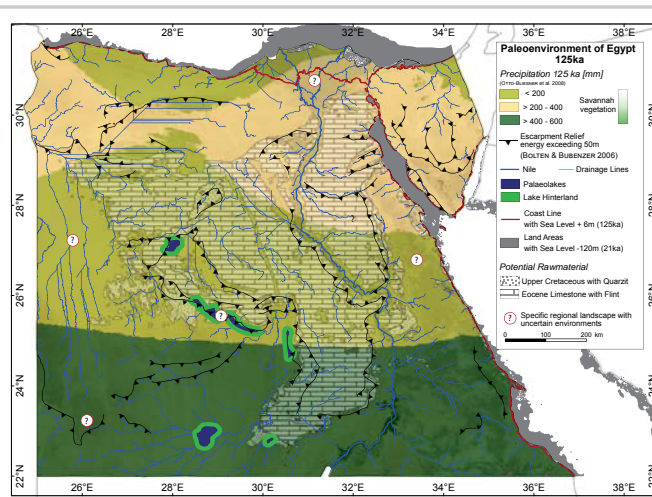 26°E 28°E 30°E 32°E 34°E 36°E 38°E
Paleoenvironment of Egypt
125ka
Precipitation 125 ka [mm]
(OTTO-BLIESNER et al. 2008)
< 200
> 200 - 400
> 400 - 600
Savannah
vegetation
Escarpment Relief
energy exceeding 50m
(BOLTEN & BUBENZER 2006)
Nile
Drainage Lines
Palaeolakes
Lake Hinterland
Coast Line
with Sea Level + 6m (125ka)
Land Areas
with Sea Level -120m (21ka)
Potential Rawmaterial
Upper Cretaceous with Quarzit
Eocene Limestone with Flint
? Specific regional landscape with
uncertain environments
0 100 200 km
30°N
28°N
26°N
24°N
22°N
?
?
?
?
?
26°E 28°E 30°E 32°E 34°E 36°E 38°E